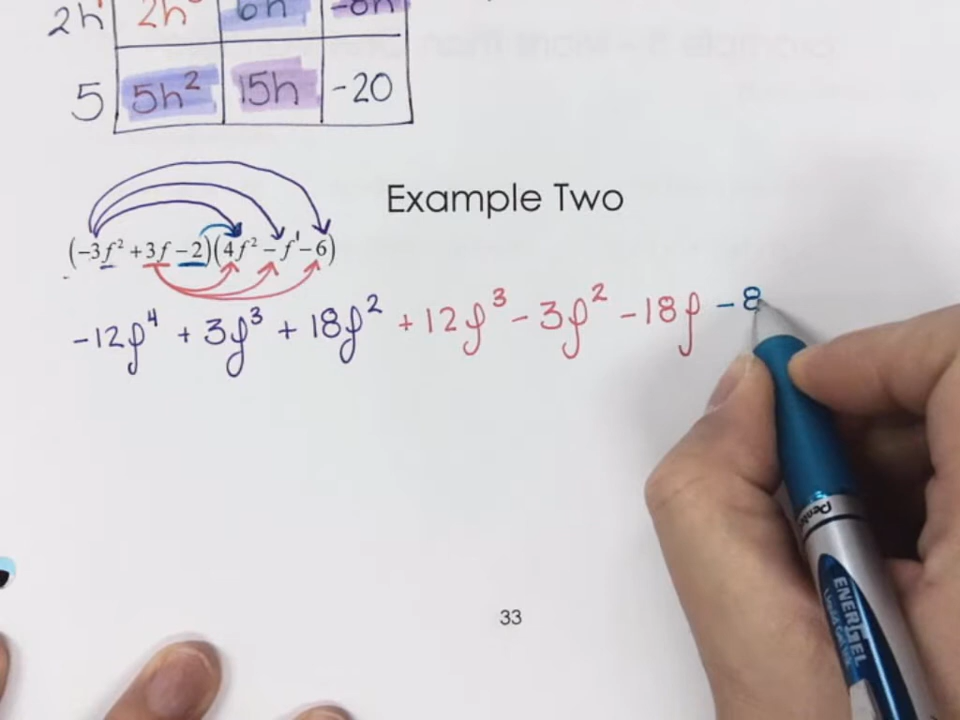 2h 2h 6h -8h
5 5h² 15h -20
Example Two
(-3f² + 3f - 2)(4f² - f' - 6)
-12f⁴ + 3f³ + 18f² + 12f³ - 3f² - 18f - 8
33
ENERGEL